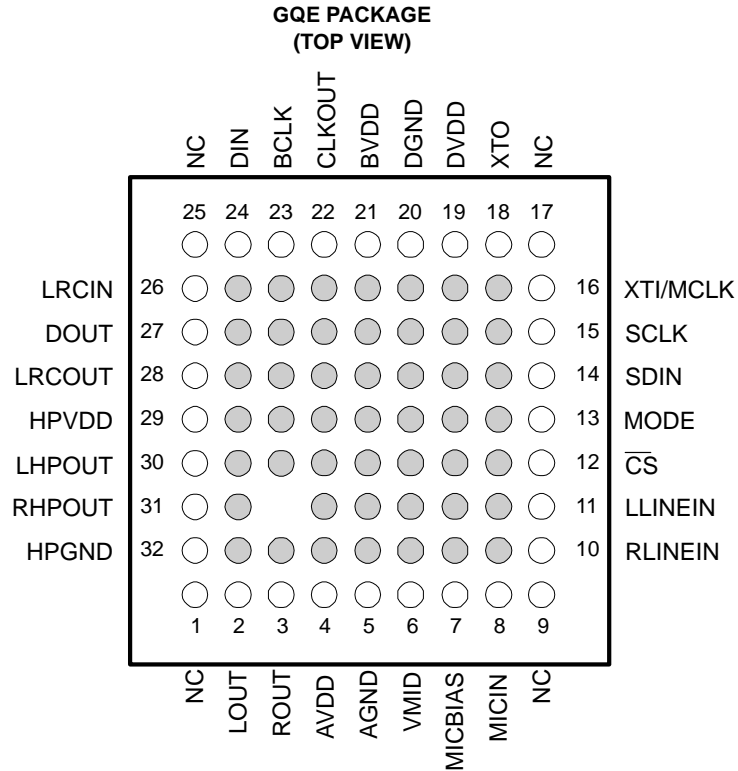 GQE PACKAGE
(TOP VIEW)
NC DIN BCLK CLKOUT BVDD DGND DVDD XTO NC
25 24 23 22 21 20 19 18 17
LRCIN 26 16 XTI/MCLK
DOUT 27 15 SCLK
LRCOUT 28 14 SDIN
HPVDD 29 13 MODE
LHPOUT 30 12 C̅S̅
RHPOUT 31 11 LLINEIN
HPGND 32 10 RLINEIN
1 2 3 4 5 6 7 8 9
NC LOUT ROUT AVDD AGND VMID MICBIAS MICIN NC